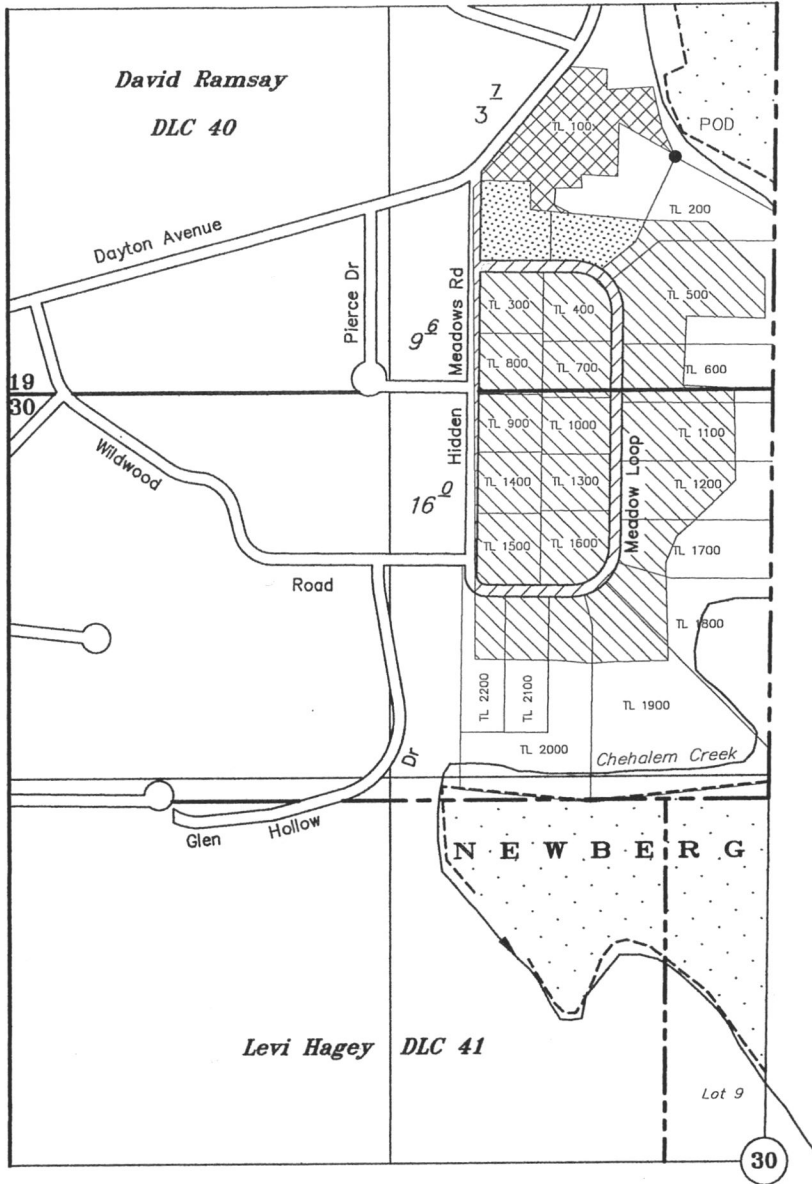 David Ramsay
DLC 40
7
3
TL 100
POD
TL 200
Dayton Avenue
Pierce Dr
Meadows Rd
Hidden
9 6
TL 300
TL 400
TL 500
TL 800
TL 700
TL 600
19
30
TL 900
TL 1000
TL 1100
Wildwood
Road
16 0
TL 1400
TL 1300
Meadow Loop
TL 1200
TL 1500
TL 1600
TL 1700
TL 1800
TL 2200
TL 2100
TL 1900
TL 2000
Chehalem Creek
Dr
Hollow
Glen
NEWBERG
Levi Hagey DLC 41
Lot 9
30